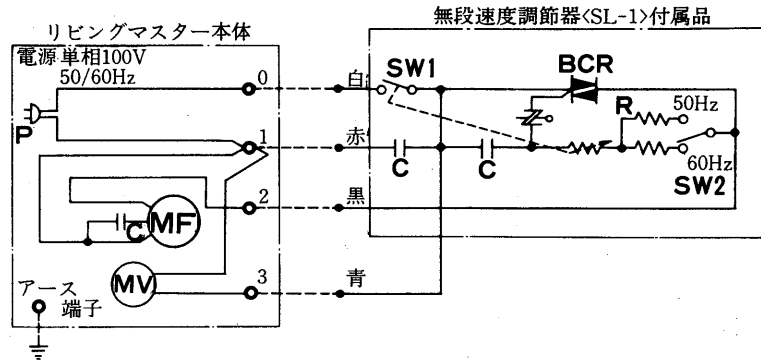 無段速度調節器<SL-1>付属品
リビングマスター本体
電源単相100V
50/60Hz
P
0
1
2
3
C
MF
MV
アース
端子
白
赤
黒
青
SW1
BCR
R
50Hz
60Hz
SW2
C
C